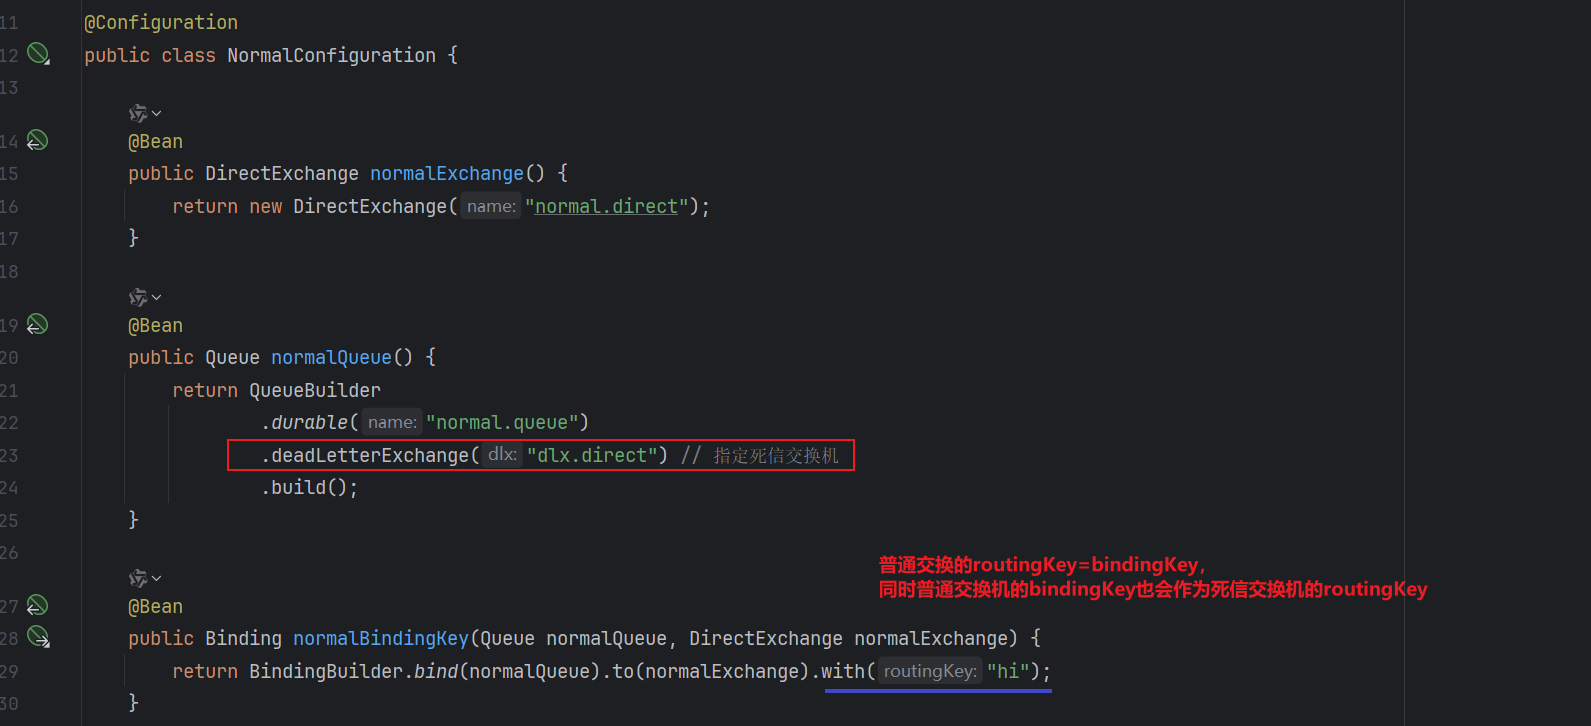 11 @Configuration
12 public class NormalConfiguration {
13
14 @Bean
15 public DirectExchange normalExchange() {
16 return new DirectExchange( name: "normal.direct");
17 }
18
19 @Bean
20 public Queue normalQueue() {
21 return QueueBuilder
22 .durable( name: "normal.queue")
23 .deadLetterExchange( dlx: "dlx.direct") // 指定死信交换机
24 .build();
25 }
26
普通交换的routingKey=bindingKey,
同时普通交换机的bindingKey也会作为死信交换机的routingKey
27 @Bean
28 public Binding normalBindingKey(Queue normalQueue, DirectExchange normalExchange) {
29 return BindingBuilder.bind(normalQueue).to(normalExchange).with( routingKey: "hi");
30 }